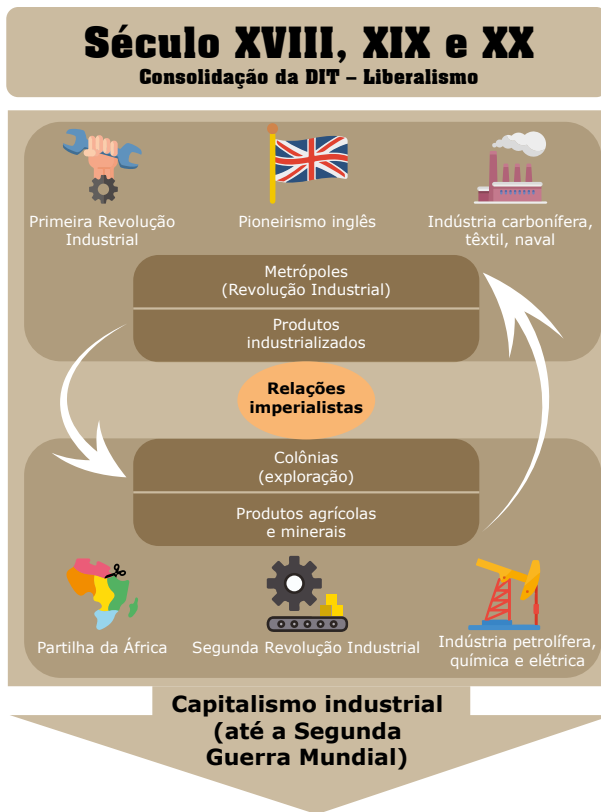 Século XVIII, XIX e XX
Consolidação da DIT – Liberalismo
Primeira Revolução
Industrial
Pioneirismo inglês
Indústria carbonífera,
têxtil, naval
Metrópoles
(Revolução Industrial)
Produtos
industrializados
Relações
imperialistas
Colônias
(exploração)
Produtos agrícolas
e minerais
Partilha da África
Segunda Revolução Industrial
Indústria petrolífera,
química e elétrica
Capitalismo industrial
(até a Segunda
Guerra Mundial)